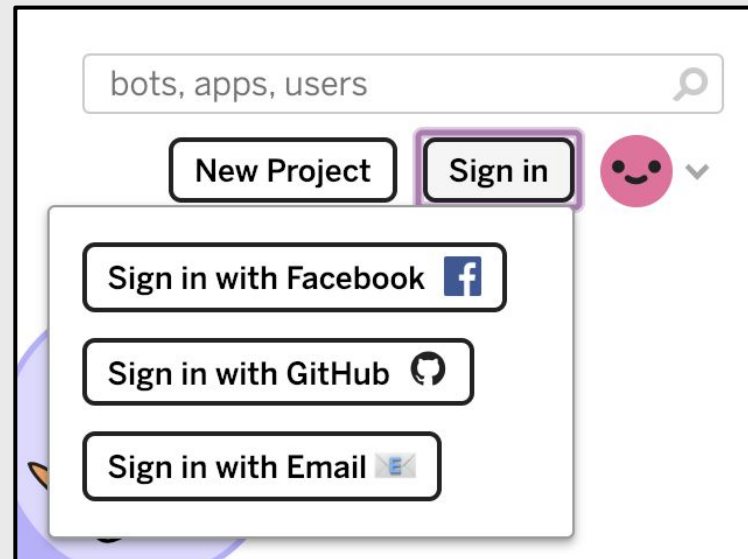 bots, apps, users
New Project
Sign in
Sign in with Facebook
Sign in with GitHub
Sign in with Email